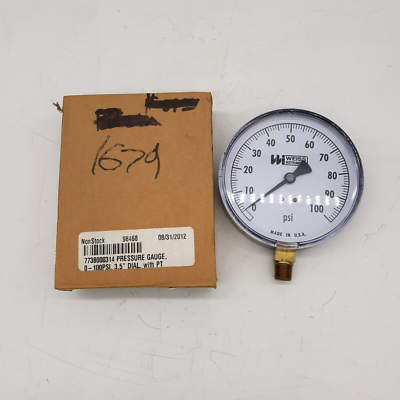 1679
NonStock 98468 08/31/2012
7738000314 PRESSURE GAUGE,
0-100PSI, 3.5" DIAL, with PT
0 10 20 30 40 50 60 70 80 90 100
WEISS
psi
MADE IN U.S.A.